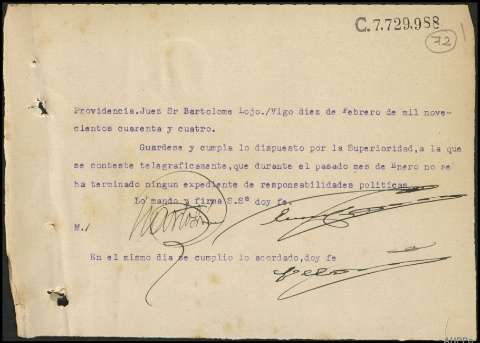 C.7.729.988
72
Providencia.Juez Sr Bartolome Lojo./Vigo diez de Febrero de mil nove-
cientos cuarenta y cuatro.
Guardese y cumpla lo dispuesto por la Superioridad,a la que
se conteste telegraficamente,que durante el pasado mes de Enero no se
ha terminado ningun expediente de responsabilidades politicas.
Lo mando y firma S.Sª doy fe.
M./
En el mismo dia se cumplio lo acordado,doy fe